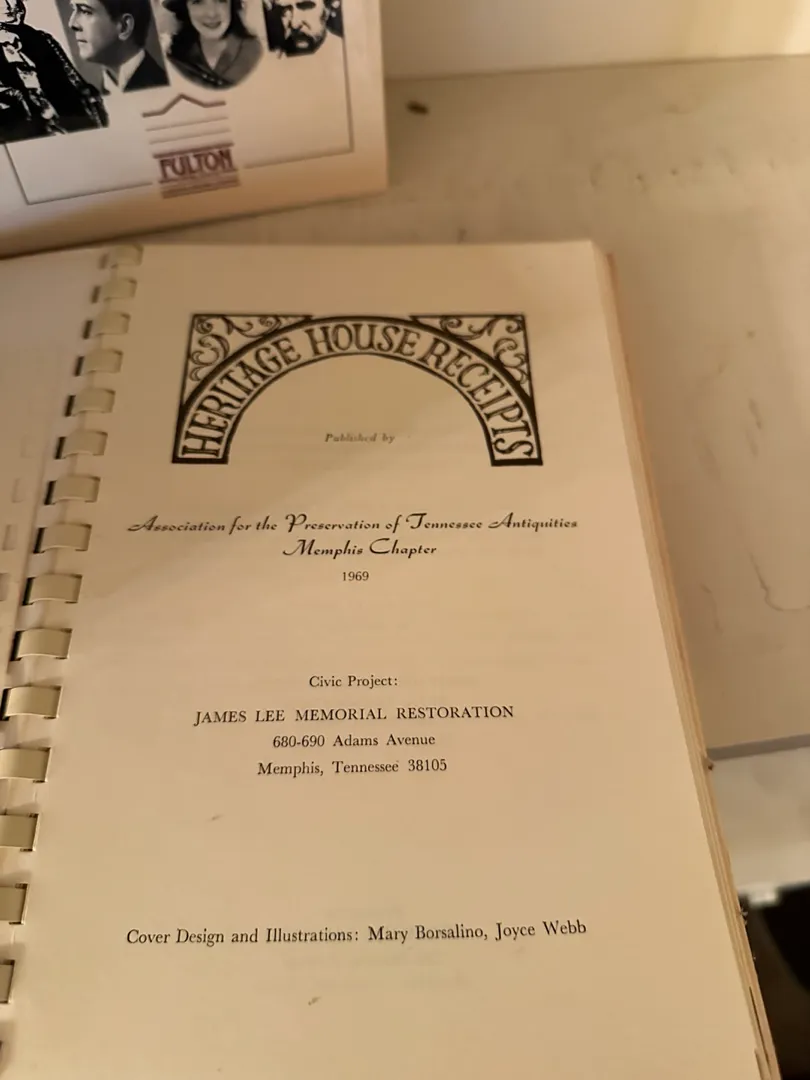 FULTON
HERITAGE HOUSE RECEIPTS
Published by
Association for the Preservation of Tennessee Antiquities
Memphis Chapter
1969
Civic Project:
JAMES LEE MEMORIAL RESTORATION
680-690 Adams Avenue
Memphis, Tennessee 38105
Cover Design and Illustrations: Mary Borsalino, Joyce Webb